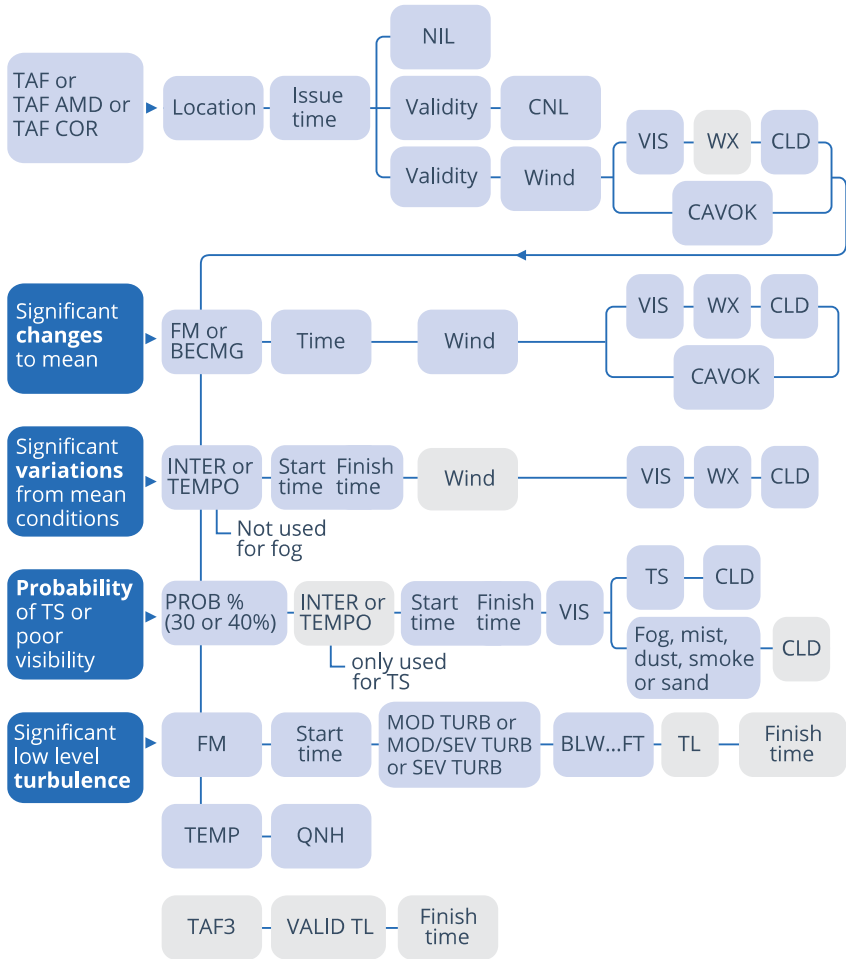 NIL
TAF or
TAF AMD or
TAF COR
Location
Issue
time
Validity
CNL
Validity
Wind
VIS
WX
CLD
CAVOK
Significant
changes
to mean
FM or
BECMG
Time
Wind
VIS
WX
CLD
CAVOK
Significant
variations
from mean
conditions
INTER or
TEMPO
Start Finish
time time
Wind
VIS
WX
CLD
Not used
for fog
Probability
of TS or
poor
visibility
PROB %
(30 or 40%)
INTER or
TEMPO
Start Finish
time time
VIS
TS
CLD
Fog, mist,
dust, smoke
or sand
CLD
only used
for TS
Significant
low level
turbulence
FM
Start
time
MOD TURB or
MOD/SEV TURB
or SEV TURB
BLW...FT
TL
Finish
time
TEMP
QNH
TAF3
VALID TL
Finish
time